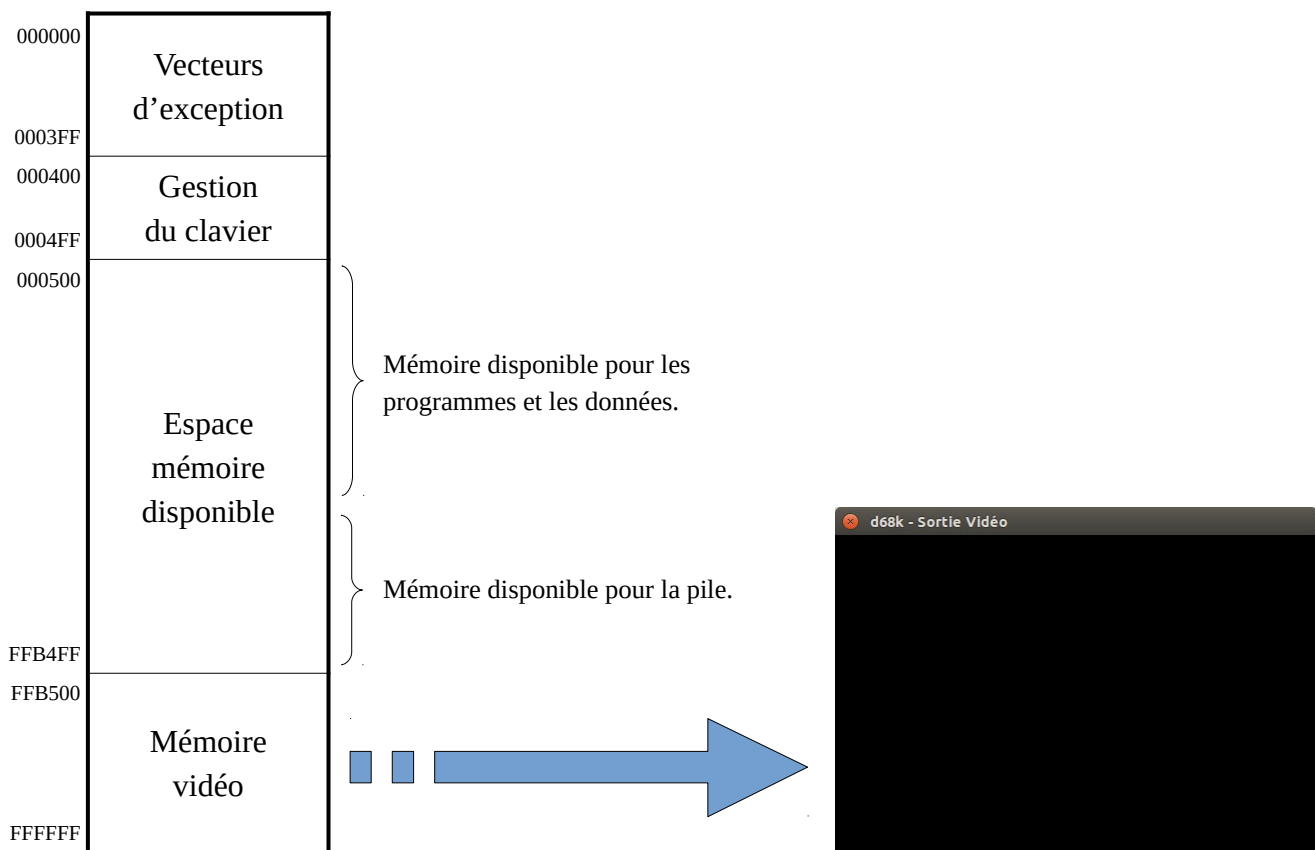 000000
Vecteurs
d’exception
0003FF
000400
Gestion
du clavier
0004FF
000500
Mémoire disponible pour les
programmes et les données.
Espace
mémoire
disponible
d68k - Sortie Vidéo
Mémoire disponible pour la pile.
FFB4FF
FFB500
Mémoire
vidéo
FFFFFF